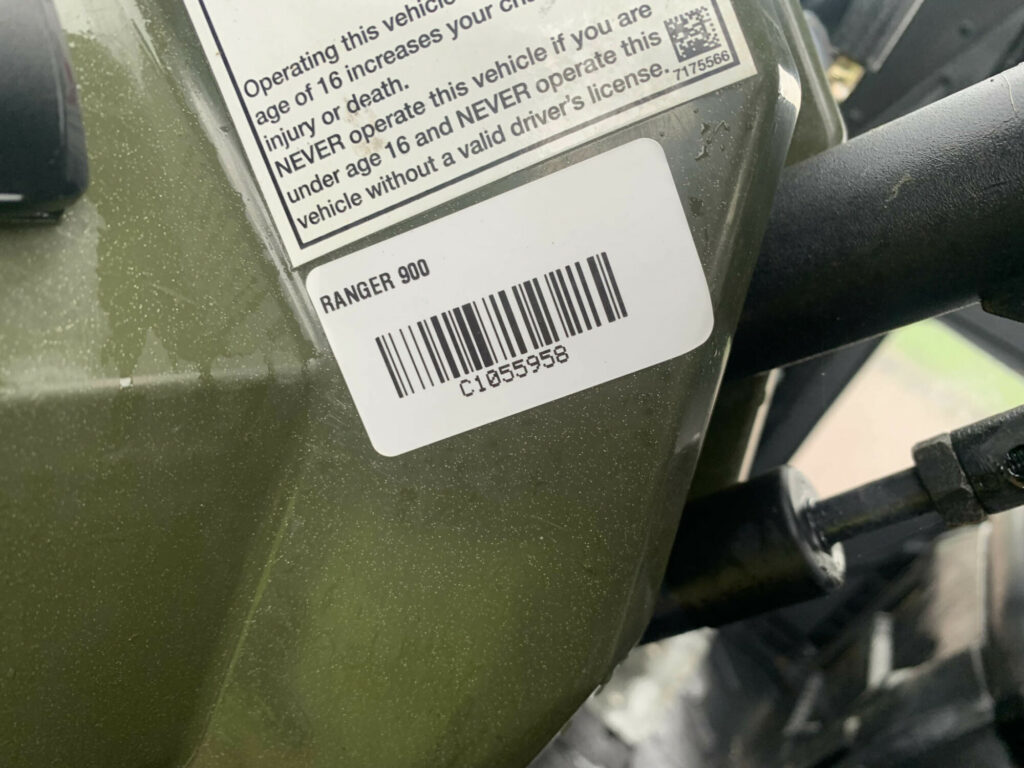 Operating this vehicle
age of 16 increases your
injury or death.
NEVER operate this vehicle if you are
under age 16 and NEVER operate this
vehicle without a valid driver's license.
7175566
RANGER 900
C1055958